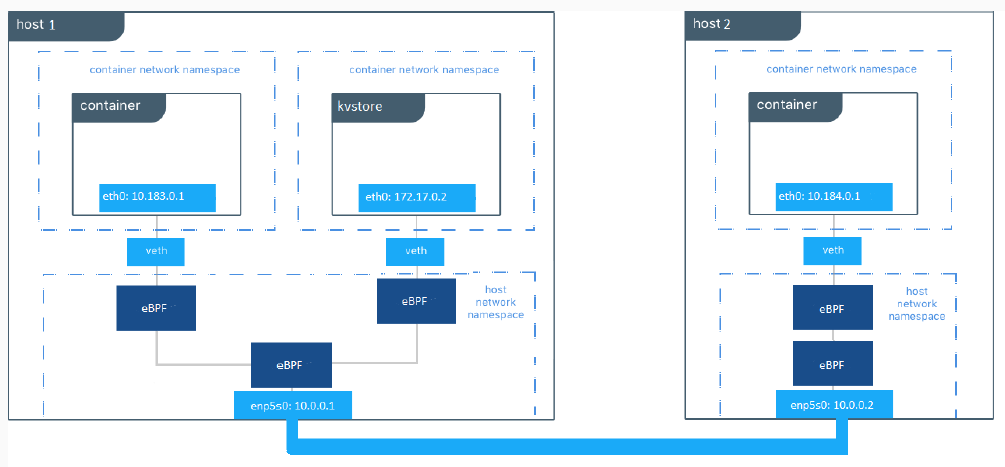 host 1
container network namespace
container
eth0: 10.183.0.1
veth
container network namespace
kvstore
eth0: 172.17.0.2
veth
host
network
namespace
eBPF
eBPF
eBPF
enp5s0: 10.0.0.1
host 2
container network namespace
container
eth0: 10.184.0.1
veth
host
network
namespace
eBPF
eBPF
enp5s0: 10.0.0.2